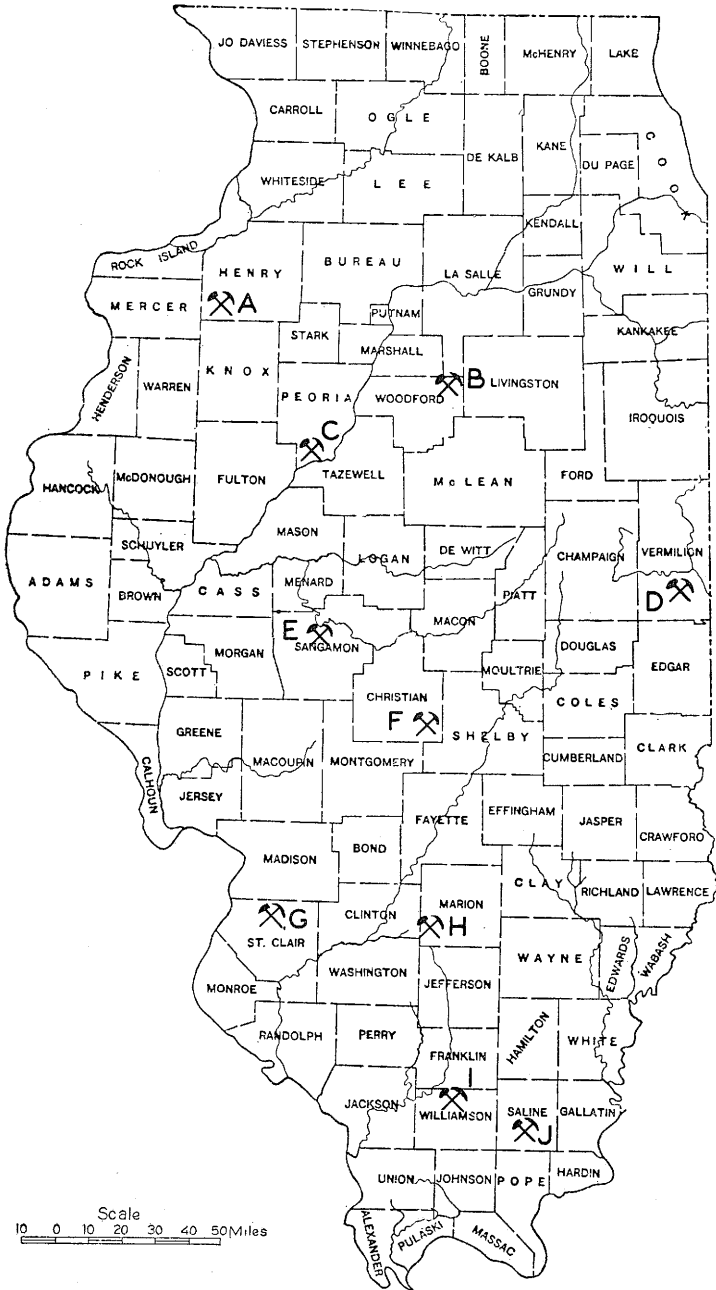 JO DAVIESS STEPHENSON WINNEBAGO BOONE McHENRY LAKE
CARROLL OGLE DE KALB KANE DU PAGE COOK
WHITESIDE LEE KENDALL
ROCK ISLAND HENRY BUREAU LA SALLE GRUNDY WILL
MERCER A PUTNAM KANKAKEE
STARK MARSHALL
HENDERSON WARREN KNOX PEORIA WOODFORD B LIVINGSTON IROQUOIS
C
HANCOCK McDONOUGH FULTON TAZEWELL McLEAN FORD
SCHUYLER MASON LOGAN DE WITT CHAMPAIGN VERMILION
ADAMS BROWN CASS MENARD PIATT D
MACON
PIKE SCOTT MORGAN E SANGAMON MOULTRIE DOUGLAS EDGAR
CHRISTIAN COLES
GREENE F SHELBY
CALHOUN MACOUPIN MONTGOMERY CUMBERLAND CLARK
JERSEY
FAYETTE EFFINGHAM JASPER CRAWFORD
MADISON BOND
CLAY RICHLAND LAWRENCE
G CLINTON MARION
ST. CLAIR H
WAYNE EDWARDS WABASH
MONROE WASHINGTON JEFFERSON
RANDOLPH PERRY FRANKLIN HAMILTON WHITE
I
JACKSON WILLIAMSON SALINE GALLATIN
J
UNION JOHNSON POPE HARDIN
ALEXANDER PULASKI MASSAC
Scale
10 0 10 20 30 40 50 Miles